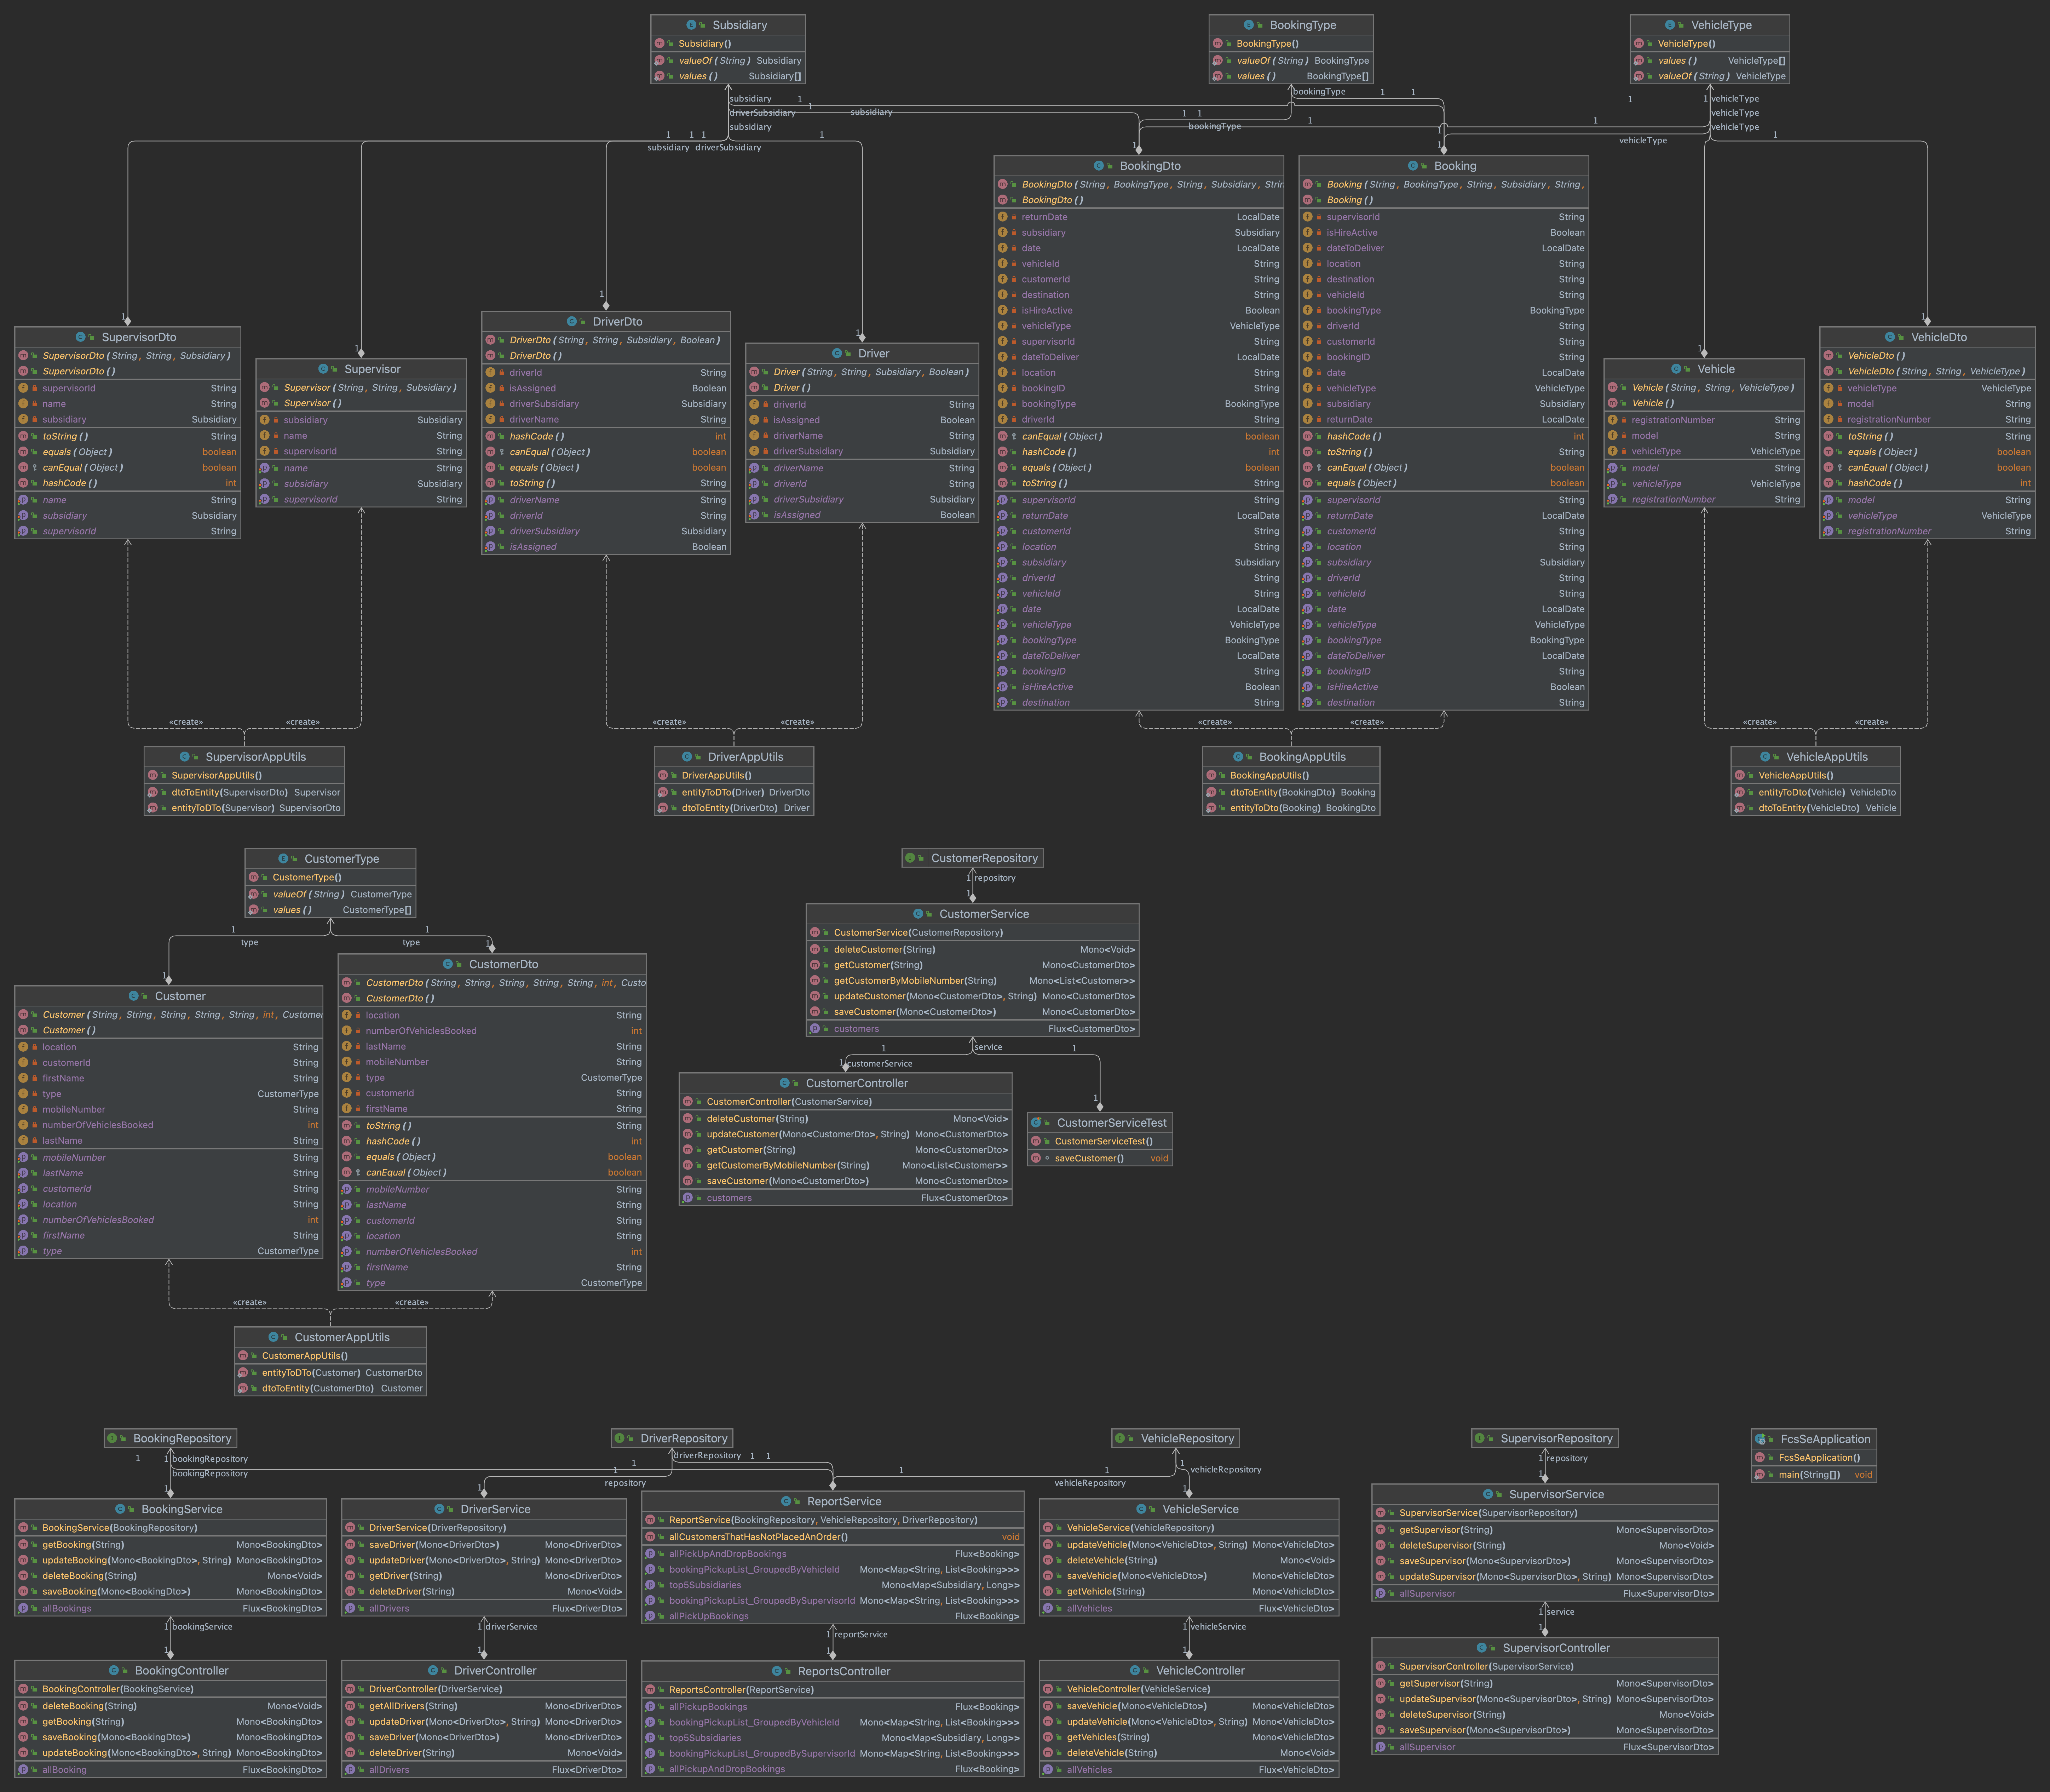 Subsidiary
Subsidiary()
valueOf(String) Subsidiary
values() Subsidiary[]
BookingType
BookingType()
valueOf(String) BookingType
values() BookingType[]
VehicleType
VehicleType()
values() VehicleType[]
valueOf(String) VehicleType
subsidiary
driverSubsidiary
subsidiary
subsidiary
subsidiary driverSubsidiary
bookingType
bookingType
vehicleType
vehicleType
vehicleType
vehicleType
SupervisorDto
SupervisorDto(String, String, Subsidiary)
SupervisorDto()
supervisorId String
name String
subsidiary Subsidiary
toString() String
equals(Object) boolean
canEqual(Object) boolean
hashCode() int
name String
subsidiary Subsidiary
supervisorId String
Supervisor
Supervisor(String, String, Subsidiary)
Supervisor()
subsidiary Subsidiary
name String
supervisorId String
name String
subsidiary Subsidiary
supervisorId String
DriverDto
DriverDto(String, String, Subsidiary, Boolean)
DriverDto()
driverId String
isAssigned Boolean
driverSubsidiary Subsidiary
driverName String
hashCode() int
canEqual(Object) boolean
equals(Object) boolean
toString() String
driverName String
driverId String
driverSubsidiary Subsidiary
isAssigned Boolean
Driver
Driver(String, String, Subsidiary, Boolean)
Driver()
driverId String
isAssigned Boolean
driverName String
driverSubsidiary Subsidiary
driverName String
driverId String
driverSubsidiary Subsidiary
isAssigned Boolean
BookingDto
BookingDto(String, BookingType, String, Subsidiary, Strin
BookingDto()
returnDate LocalDate
subsidiary Subsidiary
date LocalDate
vehicleId String
customerId String
destination String
isHireActive Boolean
vehicleType VehicleType
supervisorId String
dateToDeliver LocalDate
location String
bookingID String
bookingType BookingType
driverId String
canEqual(Object) boolean
hashCode() int
equals(Object) boolean
toString() String
supervisorId String
returnDate LocalDate
customerId String
location String
subsidiary Subsidiary
driverId String
vehicleId String
date LocalDate
vehicleType VehicleType
bookingType BookingType
dateToDeliver LocalDate
bookingID String
isHireActive Boolean
destination String
Booking
Booking(String, BookingType, String, Subsidiary, String,
Booking()
supervisorId String
isHireActive Boolean
dateToDeliver LocalDate
location String
destination String
vehicleId String
bookingType BookingType
driverId String
customerId String
bookingID String
date LocalDate
vehicleType VehicleType
subsidiary Subsidiary
returnDate LocalDate
hashCode() int
toString() String
canEqual(Object) boolean
equals(Object) boolean
supervisorId String
returnDate LocalDate
customerId String
location String
subsidiary Subsidiary
driverId String
vehicleId String
date LocalDate
vehicleType VehicleType
bookingType BookingType
dateToDeliver LocalDate
bookingID String
isHireActive Boolean
destination String
Vehicle
Vehicle(String, String, VehicleType)
Vehicle()
registrationNumber String
model String
vehicleType VehicleType
model String
vehicleType VehicleType
registrationNumber String
VehicleDto
VehicleDto()
VehicleDto(String, String, VehicleType)
vehicleType VehicleType
model String
registrationNumber String
toString() String
equals(Object) boolean
canEqual(Object) boolean
hashCode() int
model String
vehicleType VehicleType
registrationNumber String
«create» «create» «create» «create» «create» «create» «create» «create»
SupervisorAppUtils
SupervisorAppUtils()
dtoToEntity(SupervisorDto) Supervisor
entityToDTo(Supervisor) SupervisorDto
DriverAppUtils
DriverAppUtils()
entityToDTo(Driver) DriverDto
dtoToEntity(DriverDto) Driver
BookingAppUtils
BookingAppUtils()
dtoToEntity(BookingDto) Booking
entityToDto(Booking) BookingDto
VehicleAppUtils
VehicleAppUtils()
entityToDto(Vehicle) VehicleDto
dtoToEntity(VehicleDto) Vehicle
CustomerType
CustomerType()
valueOf(String) CustomerType
values() CustomerType[]
1 1
type type
1 1
Customer
Customer(String, String, String, String, String, int, Customer
Customer()
location String
customerId String
firstName String
type CustomerType
mobileNumber String
numberOfVehiclesBooked int
lastName String
mobileNumber String
lastName String
customerId String
location String
numberOfVehiclesBooked int
firstName String
type CustomerType
CustomerDto
CustomerDto(String, String, String, String, String, int, Custo
CustomerDto()
location String
numberOfVehiclesBooked int
lastName String
mobileNumber String
type CustomerType
customerId String
firstName String
toString() String
hashCode() int
equals(Object) boolean
canEqual(Object) boolean
mobileNumber String
lastName String
customerId String
location String
numberOfVehiclesBooked int
firstName String
type CustomerType
«create» «create»
CustomerAppUtils
CustomerAppUtils()
entityToDTo(Customer) CustomerDto
dtoToEntity(CustomerDto) Customer
CustomerRepository
1 repository
1
CustomerService
CustomerService(CustomerRepository)
deleteCustomer(String) Mono<Void>
getCustomer(String) Mono<CustomerDto>
getCustomerByMobileNumber(String) Mono<List<Customer>>
updateCustomer(Mono<CustomerDto>, String) Mono<CustomerDto>
saveCustomer(Mono<CustomerDto>) Mono<CustomerDto>
customers Flux<CustomerDto>
1 service 1
1 customerService
1
CustomerController
CustomerController(CustomerService)
deleteCustomer(String) Mono<Void>
updateCustomer(Mono<CustomerDto>, String) Mono<CustomerDto>
getCustomer(String) Mono<CustomerDto>
getCustomerByMobileNumber(String) Mono<List<Customer>>
saveCustomer(Mono<CustomerDto>) Mono<CustomerDto>
customers Flux<CustomerDto>
CustomerServiceTest
CustomerServiceTest()
saveCustomer() void
BookingRepository
DriverRepository
VehicleRepository
SupervisorRepository
FcsSeApplication
FcsSeApplication()
main(String[]) void
1 1 bookingRepository
bookingRepository
driverRepository 1 1
repository
vehicleRepository
vehicleRepository
1 repository
BookingService
BookingService(BookingRepository)
getBooking(String) Mono<BookingDto>
updateBooking(Mono<BookingDto>, String) Mono<BookingDto>
deleteBooking(String) Mono<Void>
saveBooking(Mono<BookingDto>) Mono<BookingDto>
allBookings Flux<BookingDto>
1 bookingService
1
BookingController
BookingController(BookingService)
deleteBooking(String) Mono<Void>
getBooking(String) Mono<BookingDto>
saveBooking(Mono<BookingDto>) Mono<BookingDto>
updateBooking(Mono<BookingDto>, String) Mono<BookingDto>
allBooking Flux<BookingDto>
DriverService
DriverService(DriverRepository)
saveDriver(Mono<DriverDto>) Mono<DriverDto>
updateDriver(Mono<DriverDto>, String) Mono<DriverDto>
getDriver(String) Mono<DriverDto>
deleteDriver(String) Mono<Void>
allDrivers Flux<DriverDto>
1 driverService
1
DriverController
DriverController(DriverService)
getAllDrivers(String) Mono<DriverDto>
updateDriver(Mono<DriverDto>, String) Mono<DriverDto>
saveDriver(Mono<DriverDto>) Mono<DriverDto>
deleteDriver(String) Mono<Void>
allDrivers Flux<DriverDto>
ReportService
ReportService(BookingRepository, VehicleRepository, DriverRepository)
allCustomersThatHasNotPlacedAnOrder() void
allPickUpAndDropBookings Flux<Booking>
bookingPickupList_GroupedByVehicleId Mono<Map<String, List<Booking>>>
top5Subsidiaries Mono<Map<Subsidiary, Long>>
bookingPickupList_GroupedBySupervisorId Mono<Map<String, List<Booking>>>
allPickUpBookings Flux<Booking>
1 reportService
1
ReportsController
ReportsController(ReportService)
allPickupBookings Flux<Booking>
bookingPickupList_GroupedByVehicleId Mono<Map<String, List<Booking>>>
top5Subsidiaries Mono<Map<Subsidiary, Long>>
bookingPickupList_GroupedBySupervisorId Mono<Map<String, List<Booking>>>
allPickupAndDropBookings Flux<Booking>
VehicleService
VehicleService(VehicleRepository)
updateVehicle(Mono<VehicleDto>, String) Mono<VehicleDto>
deleteVehicle(String) Mono<Void>
saveVehicle(Mono<VehicleDto>) Mono<VehicleDto>
getVehicle(String) Mono<VehicleDto>
allVehicles Flux<VehicleDto>
1 vehicleService
1
VehicleController
VehicleController(VehicleService)
saveVehicle(Mono<VehicleDto>) Mono<VehicleDto>
updateVehicle(Mono<VehicleDto>, String) Mono<VehicleDto>
getVehicles(String) Mono<VehicleDto>
deleteVehicle(String) Mono<Void>
allVehicles Flux<VehicleDto>
SupervisorService
SupervisorService(SupervisorRepository)
getSupervisor(String) Mono<SupervisorDto>
deleteSupervisor(String) Mono<Void>
saveSupervisor(Mono<SupervisorDto>) Mono<SupervisorDto>
updateSupervisor(Mono<SupervisorDto>, String) Mono<SupervisorDto>
allSupervisor Flux<SupervisorDto>
1 service
1
SupervisorController
SupervisorController(SupervisorService)
getSupervisor(String) Mono<SupervisorDto>
updateSupervisor(Mono<SupervisorDto>, String) Mono<SupervisorDto>
deleteSupervisor(String) Mono<Void>
saveSupervisor(Mono<SupervisorDto>) Mono<SupervisorDto>
allSupervisor Flux<SupervisorDto>